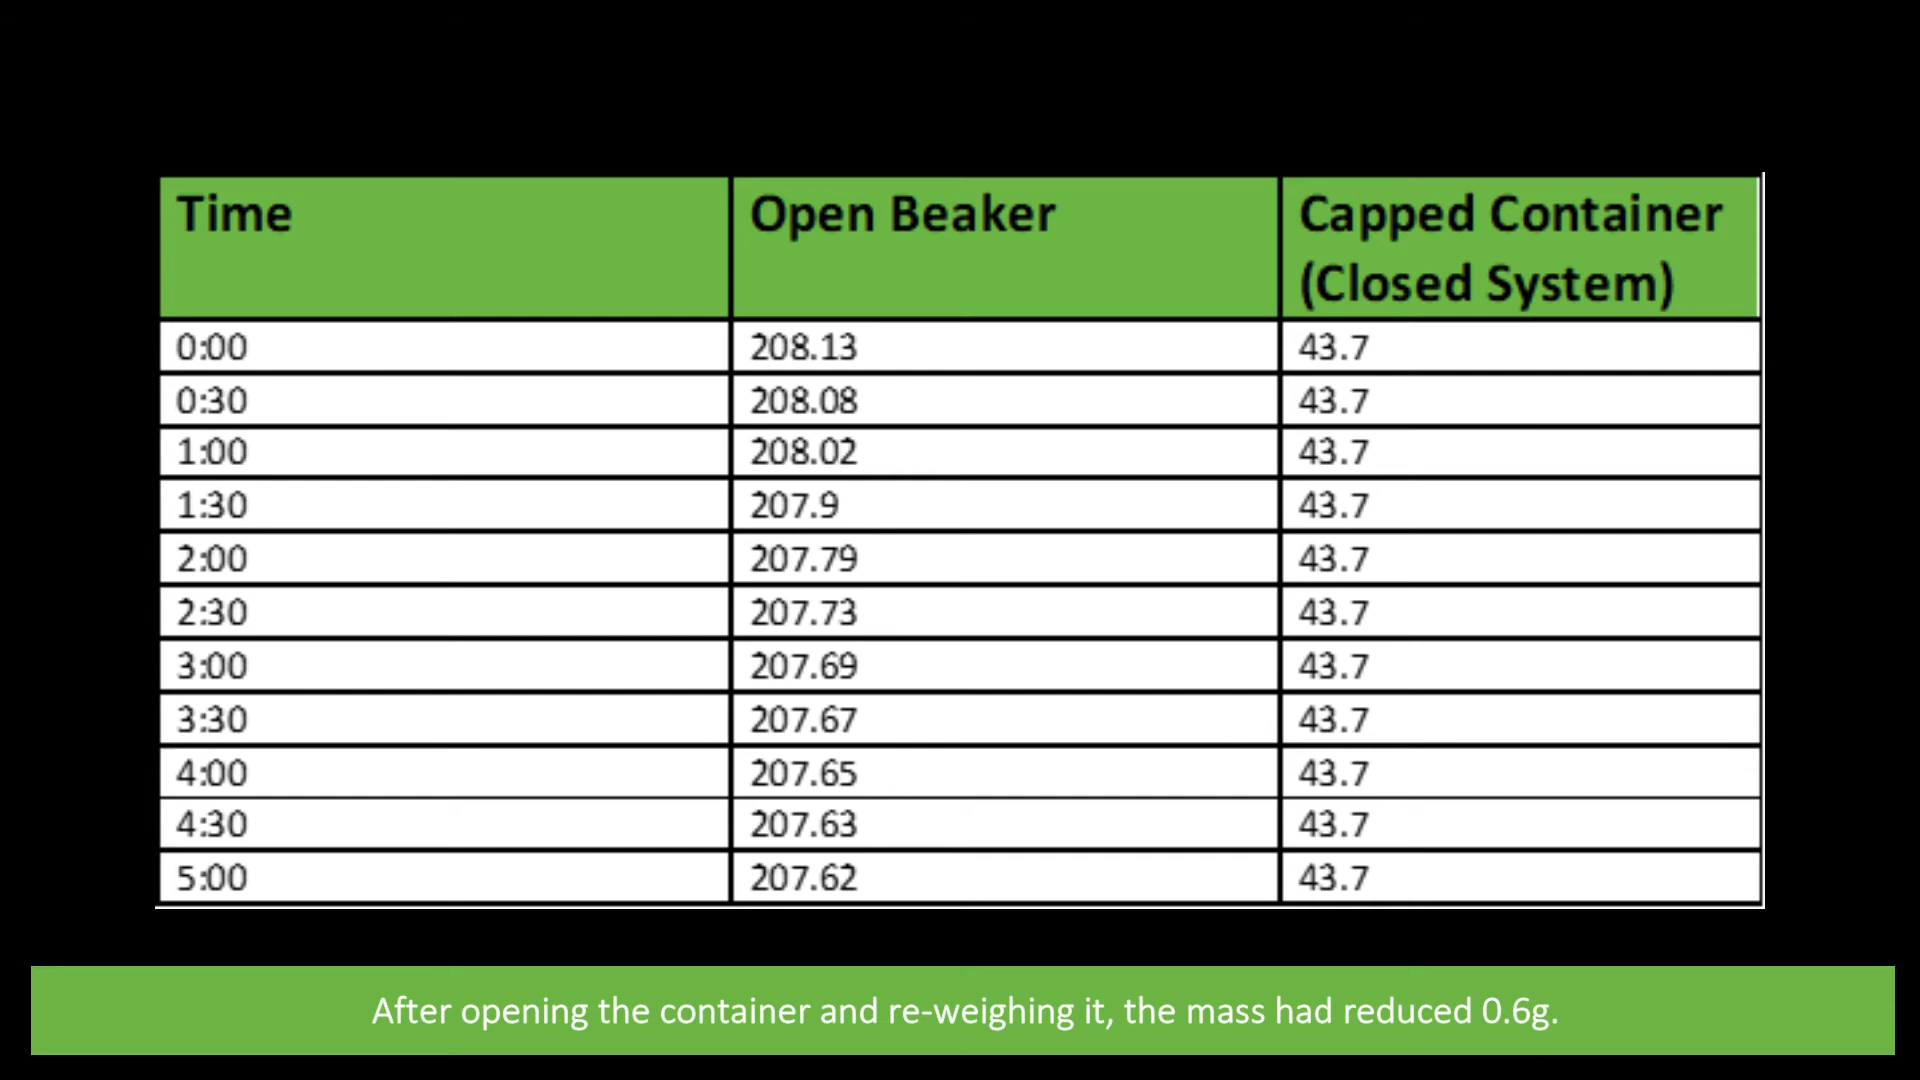 Time Open Beaker Capped Container
(Closed System)
0:00 208.13 43.7
0:30 208.08 43.7
1:00 208.02 43.7
1:30 207.9 43.7
2:00 207.79 43.7
2:30 207.73 43.7
3:00 207.69 43.7
3:30 207.67 43.7
4:00 207.65 43.7
4:30 207.63 43.7
5:00 207.62 43.7
After opening the container and re-weighing it, the mass had reduced 0.6g.